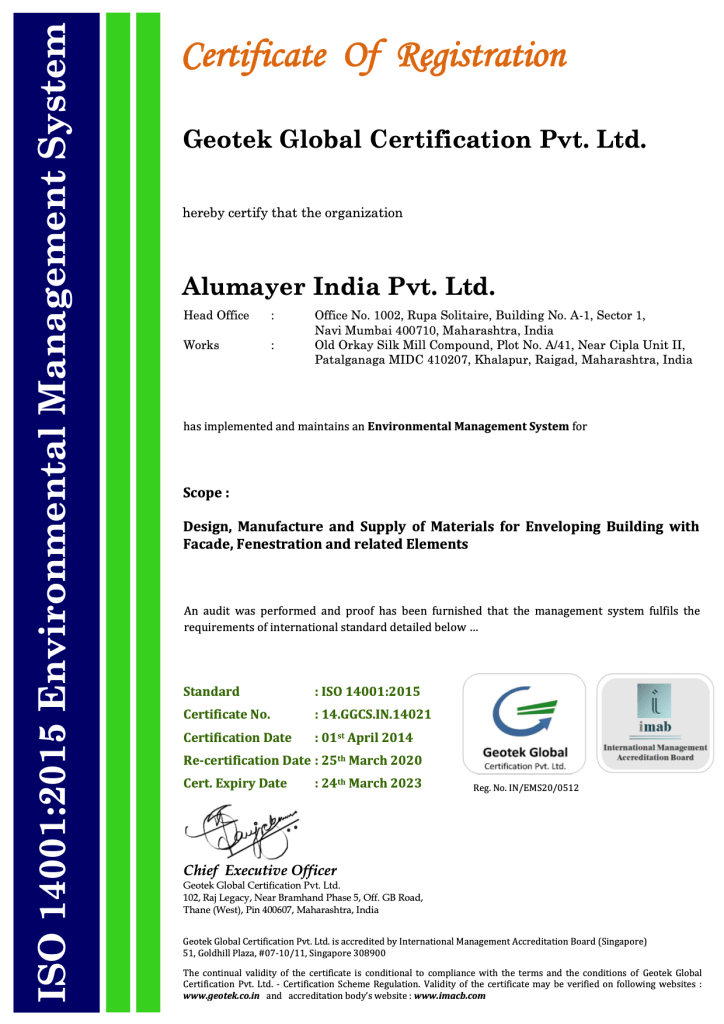 ISO 14001:2015 Environmental Management System
Certificate Of Registration
Geotek Global Certification Pvt. Ltd.
hereby certify that the organization
Alumayer India Pvt. Ltd.
Head Office : Office No. 1002, Rupa Solitaire, Building No. A-1, Sector 1,
Navi Mumbai 400710, Maharashtra, India
Works : Old Orkay Silk Mill Compound, Plot No. A/41, Near Cipla Unit II,
Patalganaga MIDC 410207, Khalapur, Raigad, Maharashtra, India
has implemented and maintains an Environmental Management System for
Scope :
Design, Manufacture and Supply of Materials for Enveloping Building with
Facade, Fenestration and related Elements
An audit was performed and proof has been furnished that the management system fulfils the
requirements of international standard detailed below ...
Standard : ISO 14001:2015
Certificate No. : 14.GGCS.IN.14021
Certification Date : 01st April 2014
Re-certification Date : 25th March 2020
Cert. Expiry Date : 24th March 2023
Geotek Global
Certification Pvt. Ltd.
imab
International Management
Accreditation Board
Reg. No. IN/EMS20/0512
Chief Executive Officer
Geotek Global Certification Pvt. Ltd.
102, Raj Legacy, Near Bramhand Phase 5, Off. GB Road,
Thane (West), Pin 400607, Maharashtra, India
Geotek Global Certification Pvt. Ltd. is accredited by International Management Accreditation Board (Singapore)
51, Goldhill Plaza, #07-10/11, Singapore 308900
The continual validity of the certificate is conditional to compliance with the terms and the conditions of Geotek Global
Certification Pvt. Ltd. - Certification Scheme Regulation. Validity of the certificate may be verified on following websites :
www.geotek.co.in and accreditation body's website : www.imacb.com